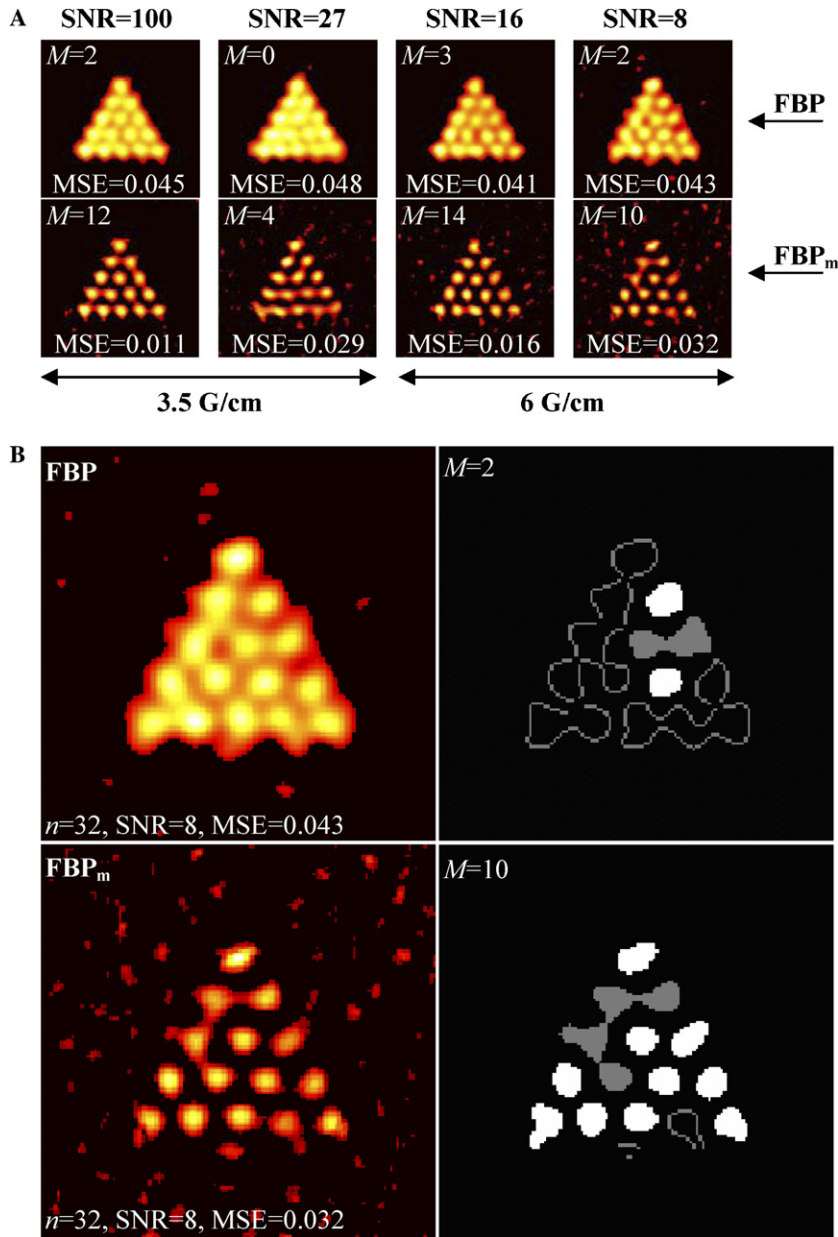 A
SNR=100 SNR=27 SNR=16 SNR=8
M=2 M=0 M=3 M=2
FBP
MSE=0.045 MSE=0.048 MSE=0.041 MSE=0.043
M=12 M=4 M=14 M=10
FBPm
MSE=0.011 MSE=0.029 MSE=0.016 MSE=0.032
3.5 G/cm 6 G/cm
B
FBP M=2
n=32, SNR=8, MSE=0.043
FBPm M=10
n=32, SNR=8, MSE=0.032